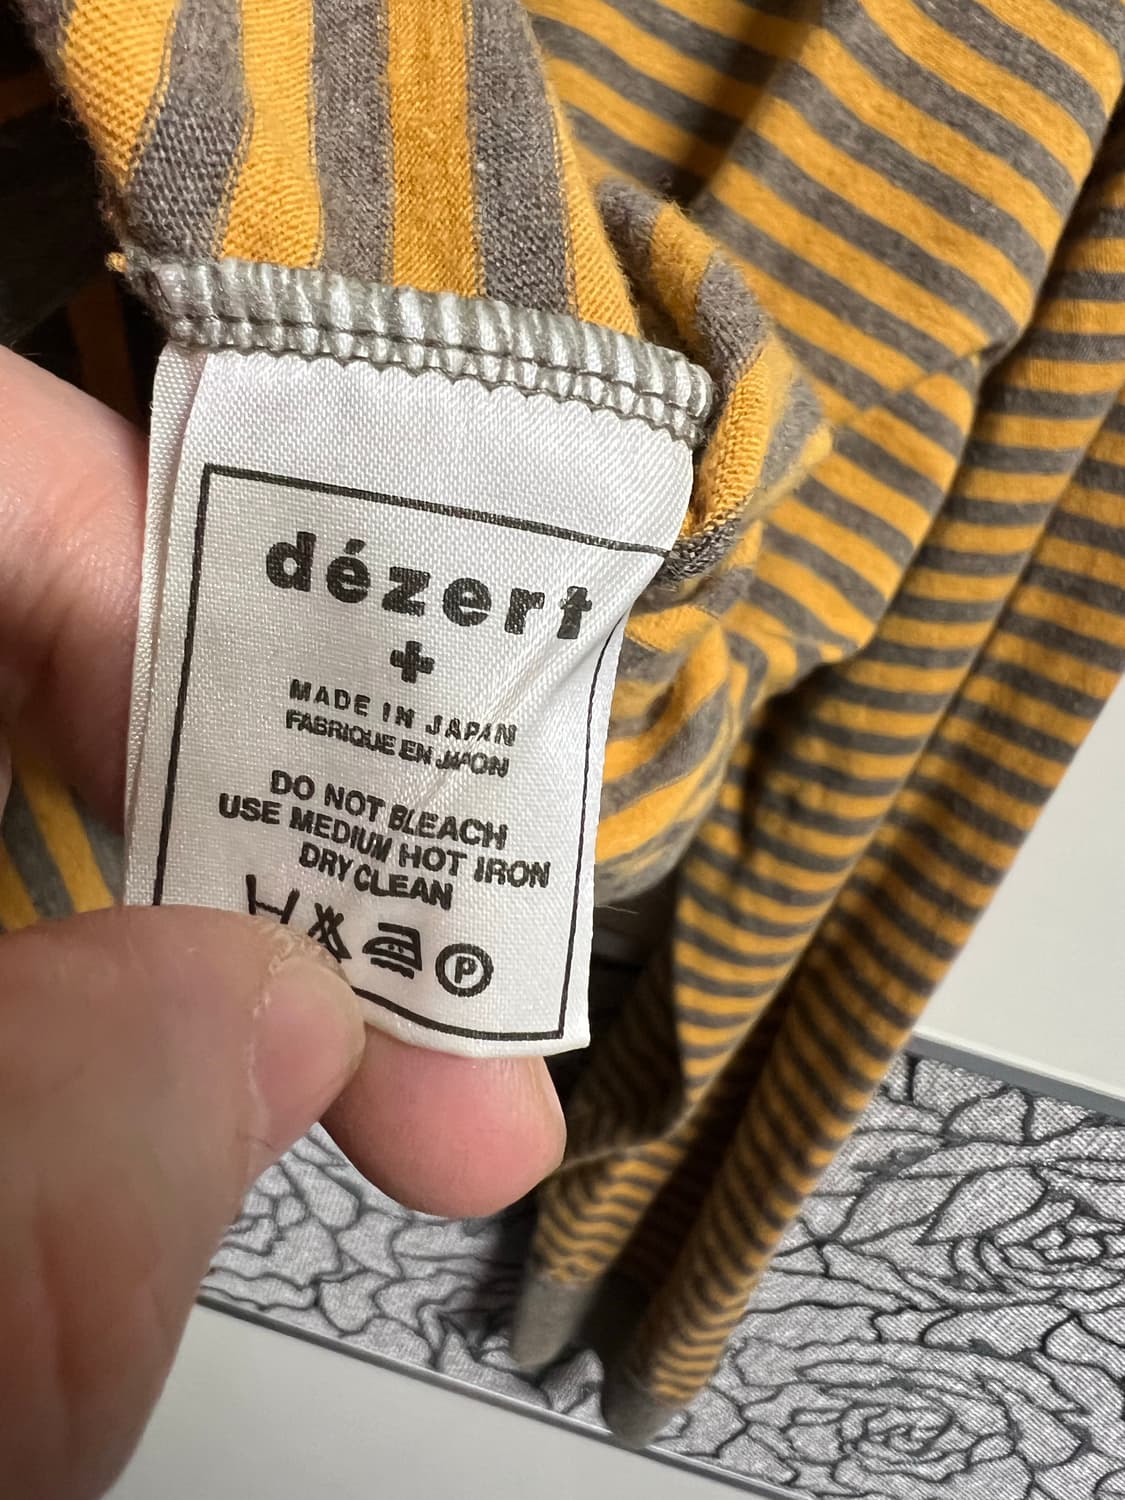 dézert
+
MADE IN JAPAN
FABRIQUE EN JAPON
DO NOT BLEACH
USE MEDIUM HOT IRON
DRY CLEAN
P